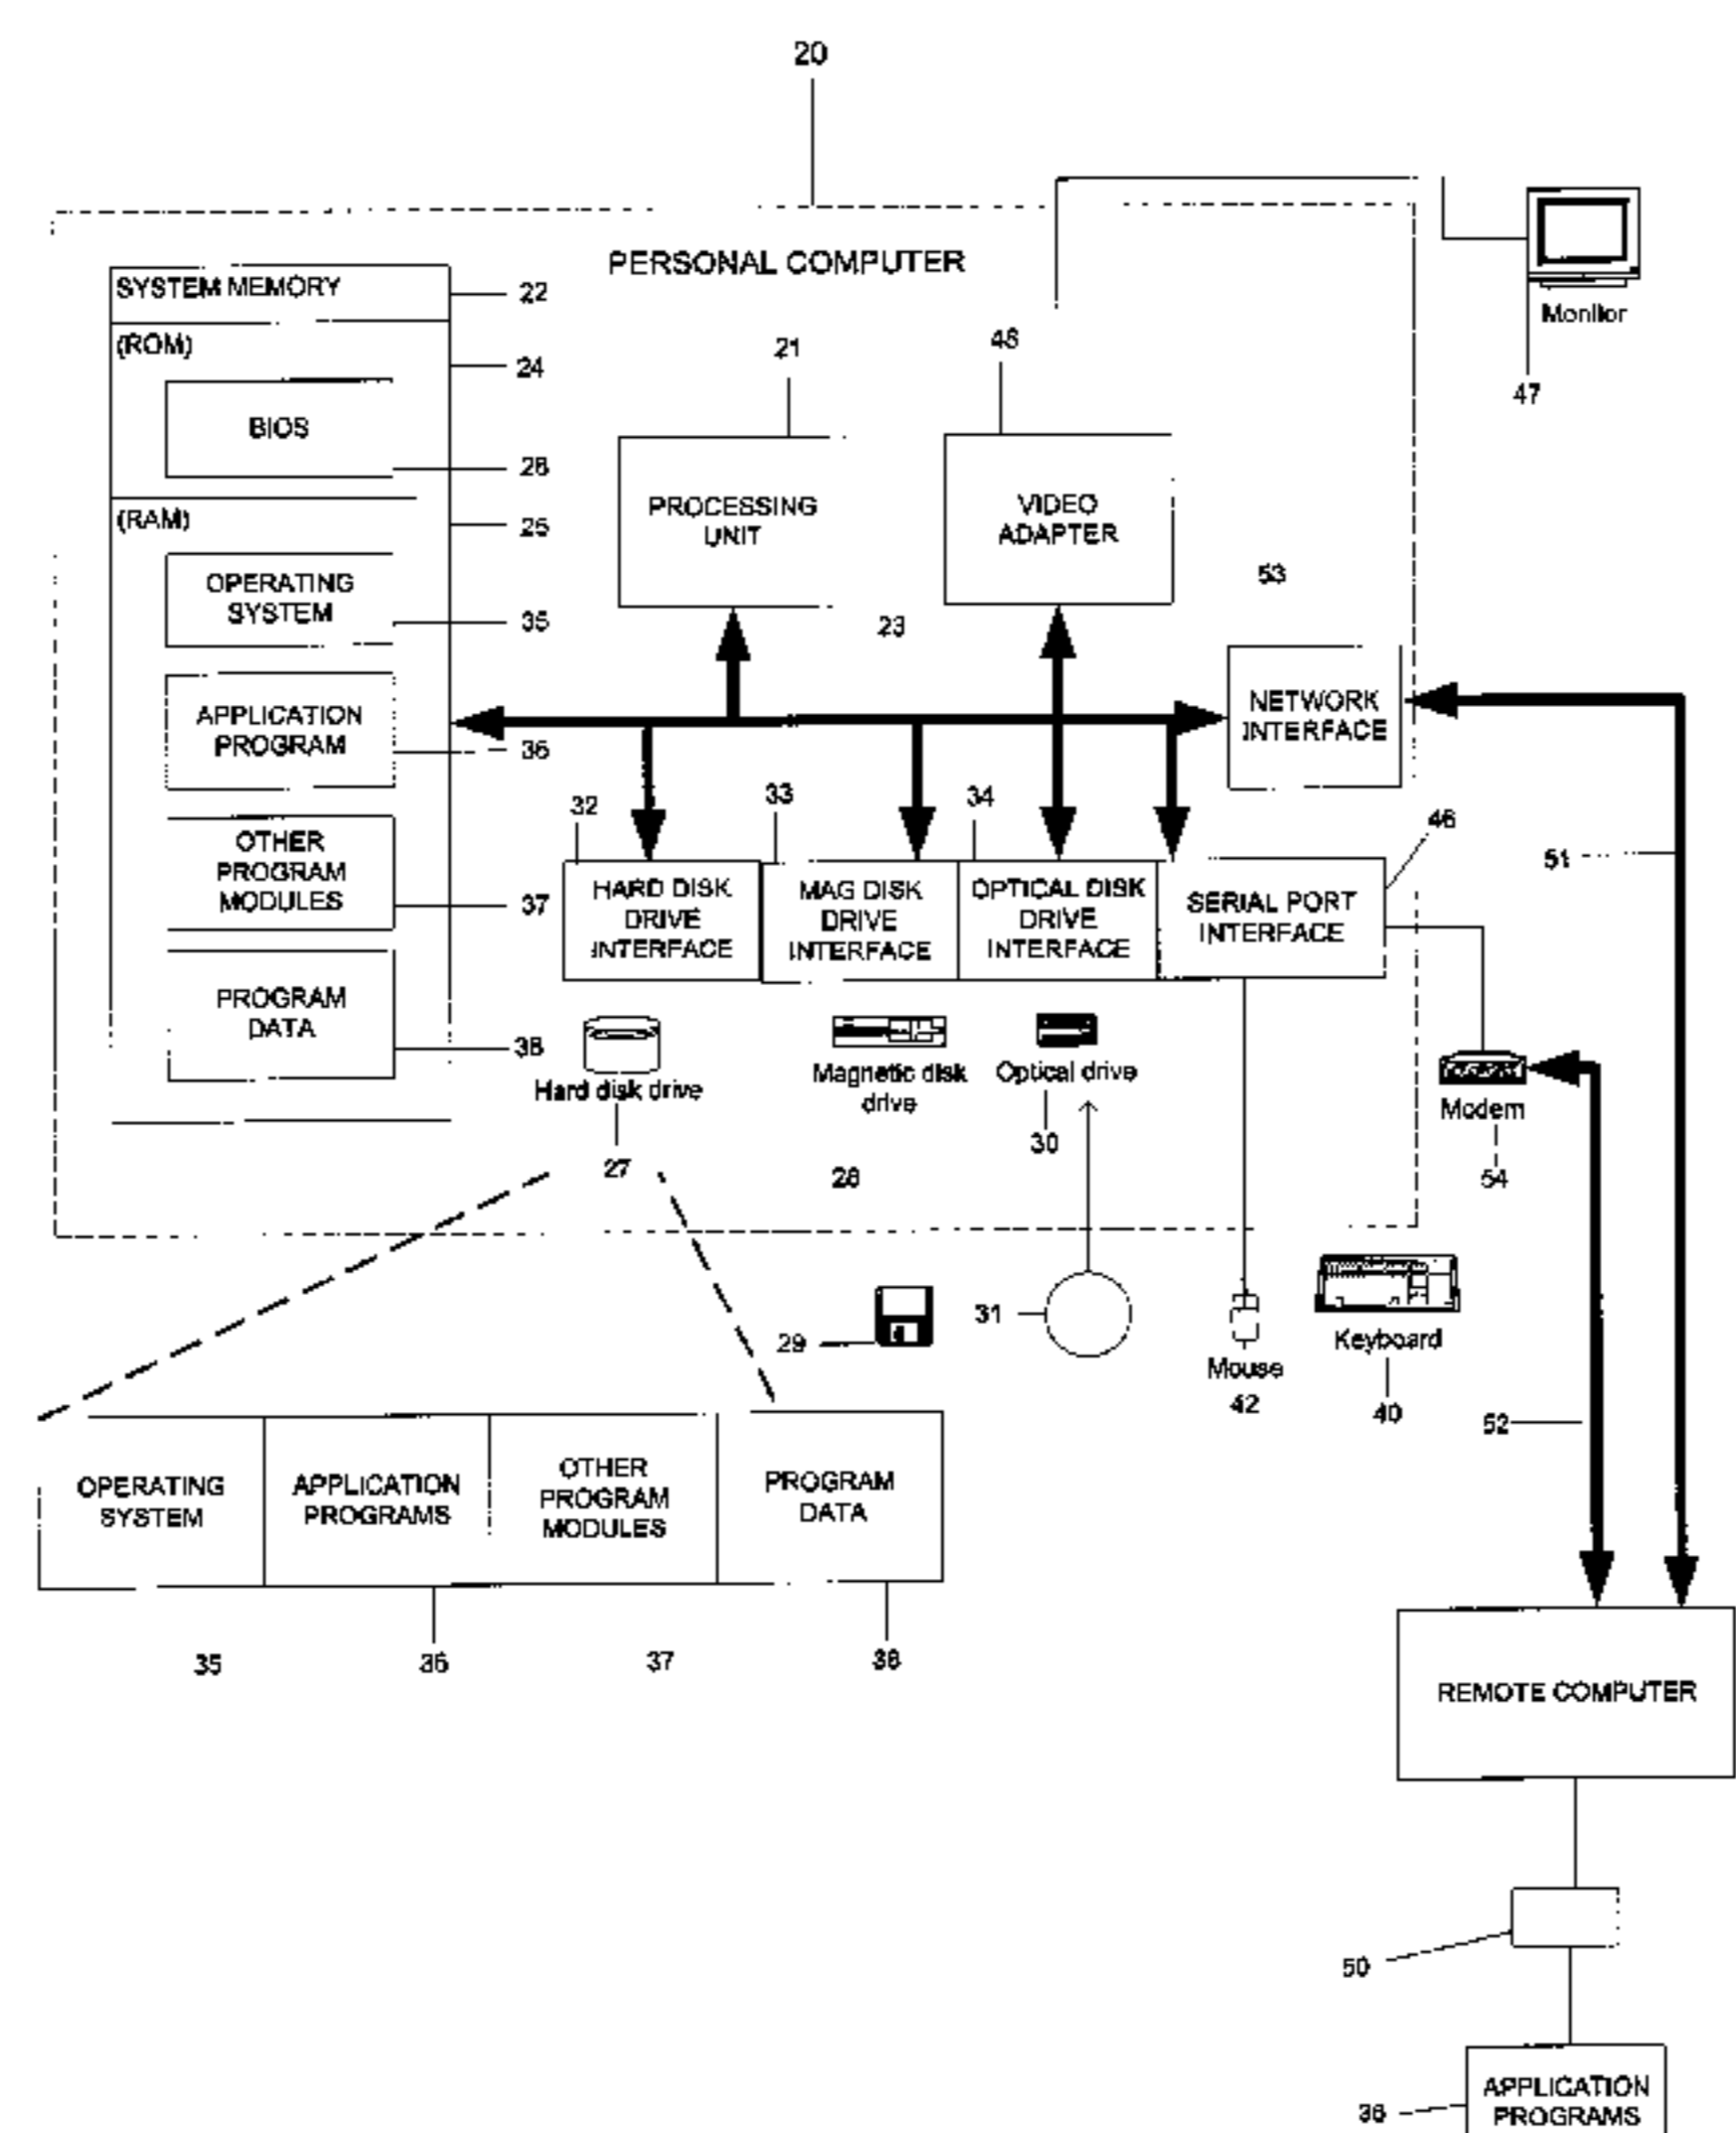 20
PERSONAL COMPUTER
SYSTEM MEMORY
22
(ROM)
24
BIOS
26
(RAM)
25
OPERATING
SYSTEM
35
APPLICATION
PROGRAM
36
OTHER
PROGRAM
MODULES
37
PROGRAM
DATA
38
21
PROCESSING
UNIT
48
VIDEO
ADAPTER
23
53
NETWORK
INTERFACE
Monitor
47
32
HARD DISK
DRIVE
INTERFACE
33
MAG DISK
DRIVE
INTERFACE
34
OPTICAL DISK
DRIVE
INTERFACE
46
SERIAL PORT
INTERFACE
51
Hard disk drive
27
Magnetic disk
drive
28
Optical drive
30
Modem
54
29
31
Mouse
42
Keyboard
40
52
OPERATING
SYSTEM
APPLICATION
PROGRAMS
OTHER
PROGRAM
MODULES
PROGRAM
DATA
35
36
37
38
REMOTE COMPUTER
50
36
APPLICATION
PROGRAMS